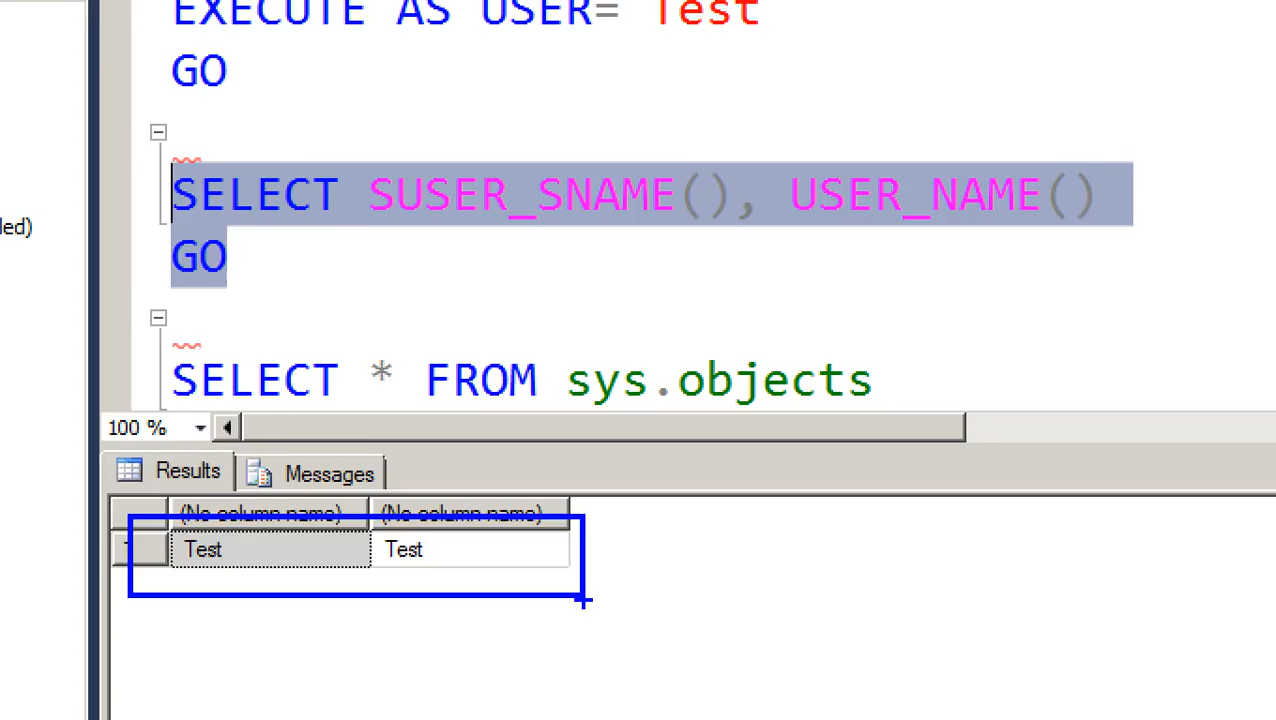 EXECUTE AS USER= Test
GO
SELECT SUSER_SNAME(), USER_NAME()
GO
ded)
SELECT * FROM sys.objects
100 %
Results Messages
(No column name) (No column name)
Test Test